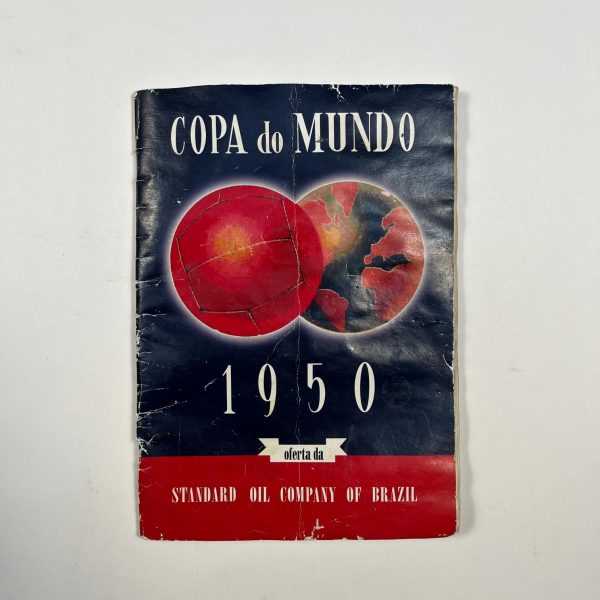 COPA do MUNDO
1950
oferta da
STANDARD OIL COMPANY OF BRAZIL